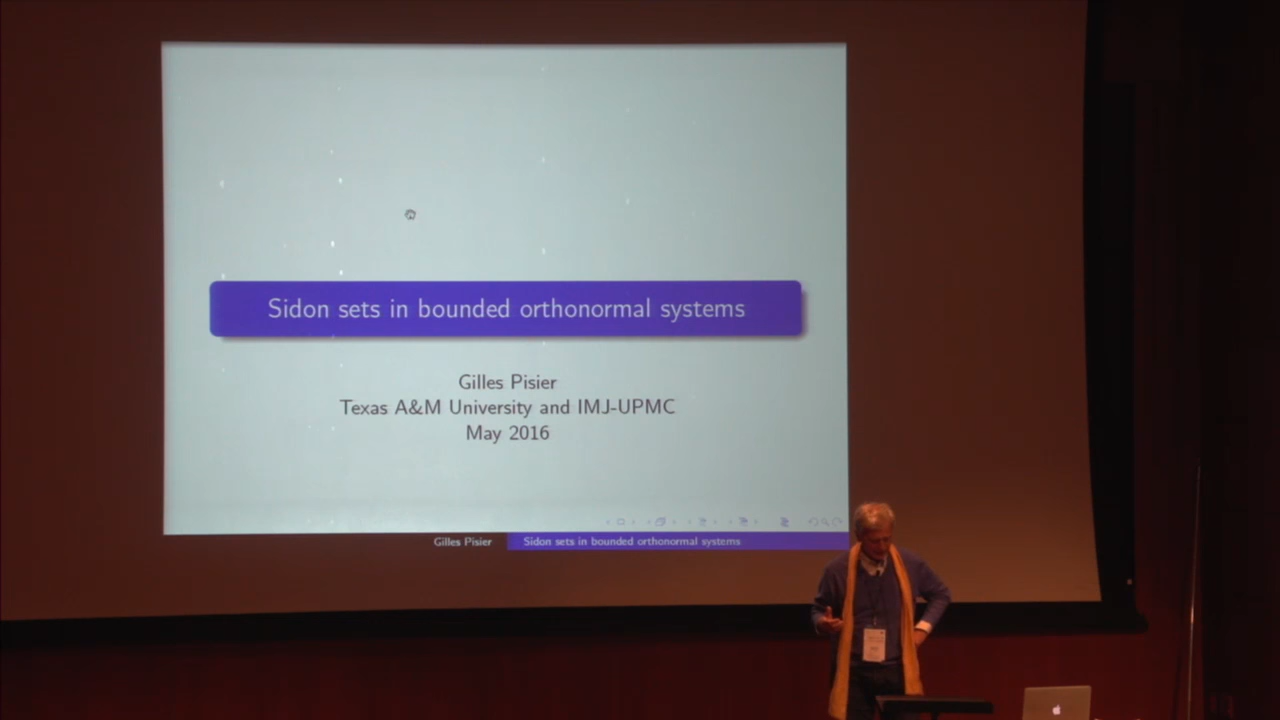 Sidon sets in bounded orthonormal systems
Gilles Pisier
Texas A&M University and IMJ-UPMC
May 2016
Gilles Pisier
Sidon sets in bounded orthonormal systems